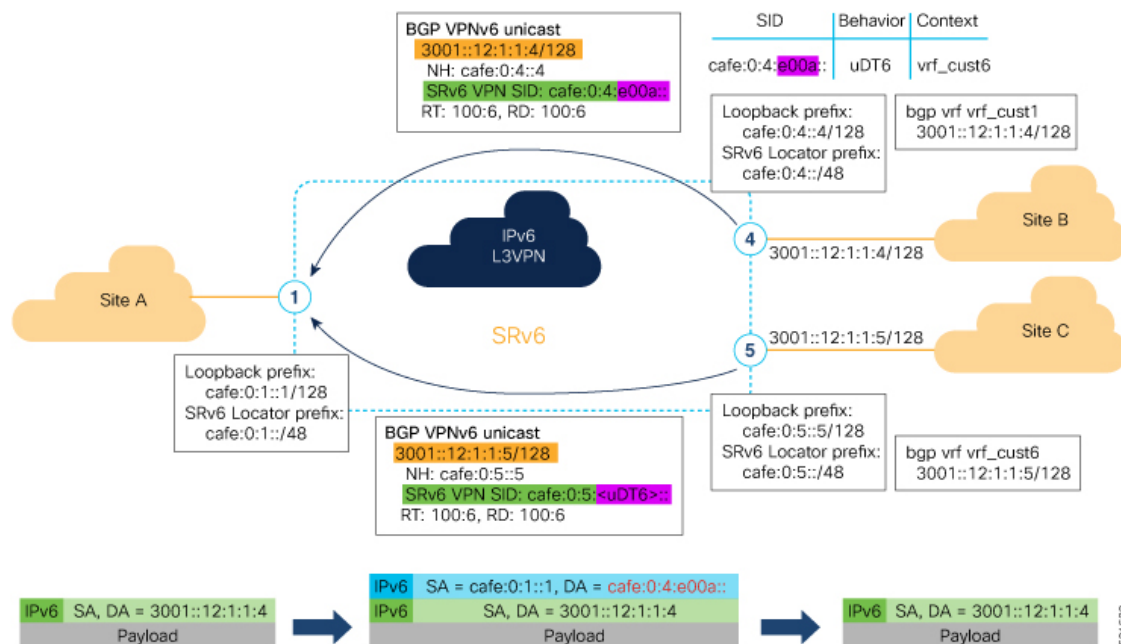 BGP VPNv6 unicast
3001::12:1:1:4/128
NH: cafe:0:4::4
SRv6 VPN SID: cafe:0:4:e00a::
RT: 100:6, RD: 100:6
SID Behavior Context
cafe:0:4:e00a:: uDT6 vrf_cust6
Loopback prefix:
cafe:0:4::4/128
SRv6 Locator prefix:
cafe:0:4::/48
bgp vrf vrf_cust1
3001::12:1:1:4/128
IPv6
L3VPN
SRv6
Site A
1
4
3001::12:1:1:4/128
Site B
5
3001::12:1:1:5/128
Site C
Loopback prefix:
cafe:0:1::1/128
SRv6 Locator prefix:
cafe:0:1::/48
BGP VPNv6 unicast
3001::12:1:1:5/128
NH: cafe:0:5::5
SRv6 VPN SID: cafe:0:5:<uDT6>::
RT: 100:6, RD: 100:6
Loopback prefix:
cafe:0:5::5/128
SRv6 Locator prefix:
cafe:0:5::/48
bgp vrf vrf_cust6
3001::12:1:1:5/128
IPv6 SA, DA = 3001::12:1:1:4
Payload
IPv6 SA = cafe:0:1::1, DA = cafe:0:4:e00a::
IPv6 SA, DA = 3001::12:1:1:4
Payload
IPv6 SA, DA = 3001::12:1:1:4
Payload